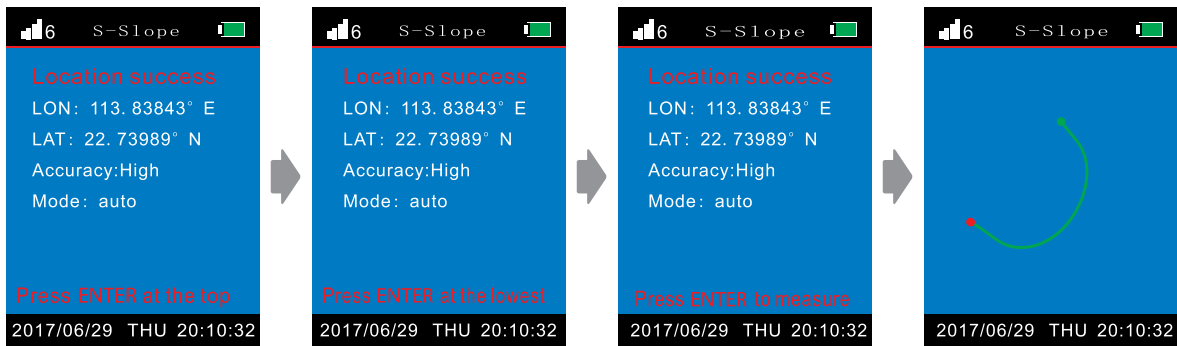 6 S-Slope
Location success
LON: 113.83843° E
LAT: 22.73989° N
Accuracy:High
Mode: auto
Press ENTER at the top
2017/06/29 THU 20:10:32
6 S-Slope
Location success
LON: 113.83843° E
LAT: 22.73989° N
Accuracy:High
Mode: auto
Press ENTER at the lowest
2017/06/29 THU 20:10:32
6 S-Slope
Location success
LON: 113.83843° E
LAT: 22.73989° N
Accuracy:High
Mode: auto
Press ENTER to measure
2017/06/29 THU 20:10:32
6 S-Slope
2017/06/29 THU 20:10:32